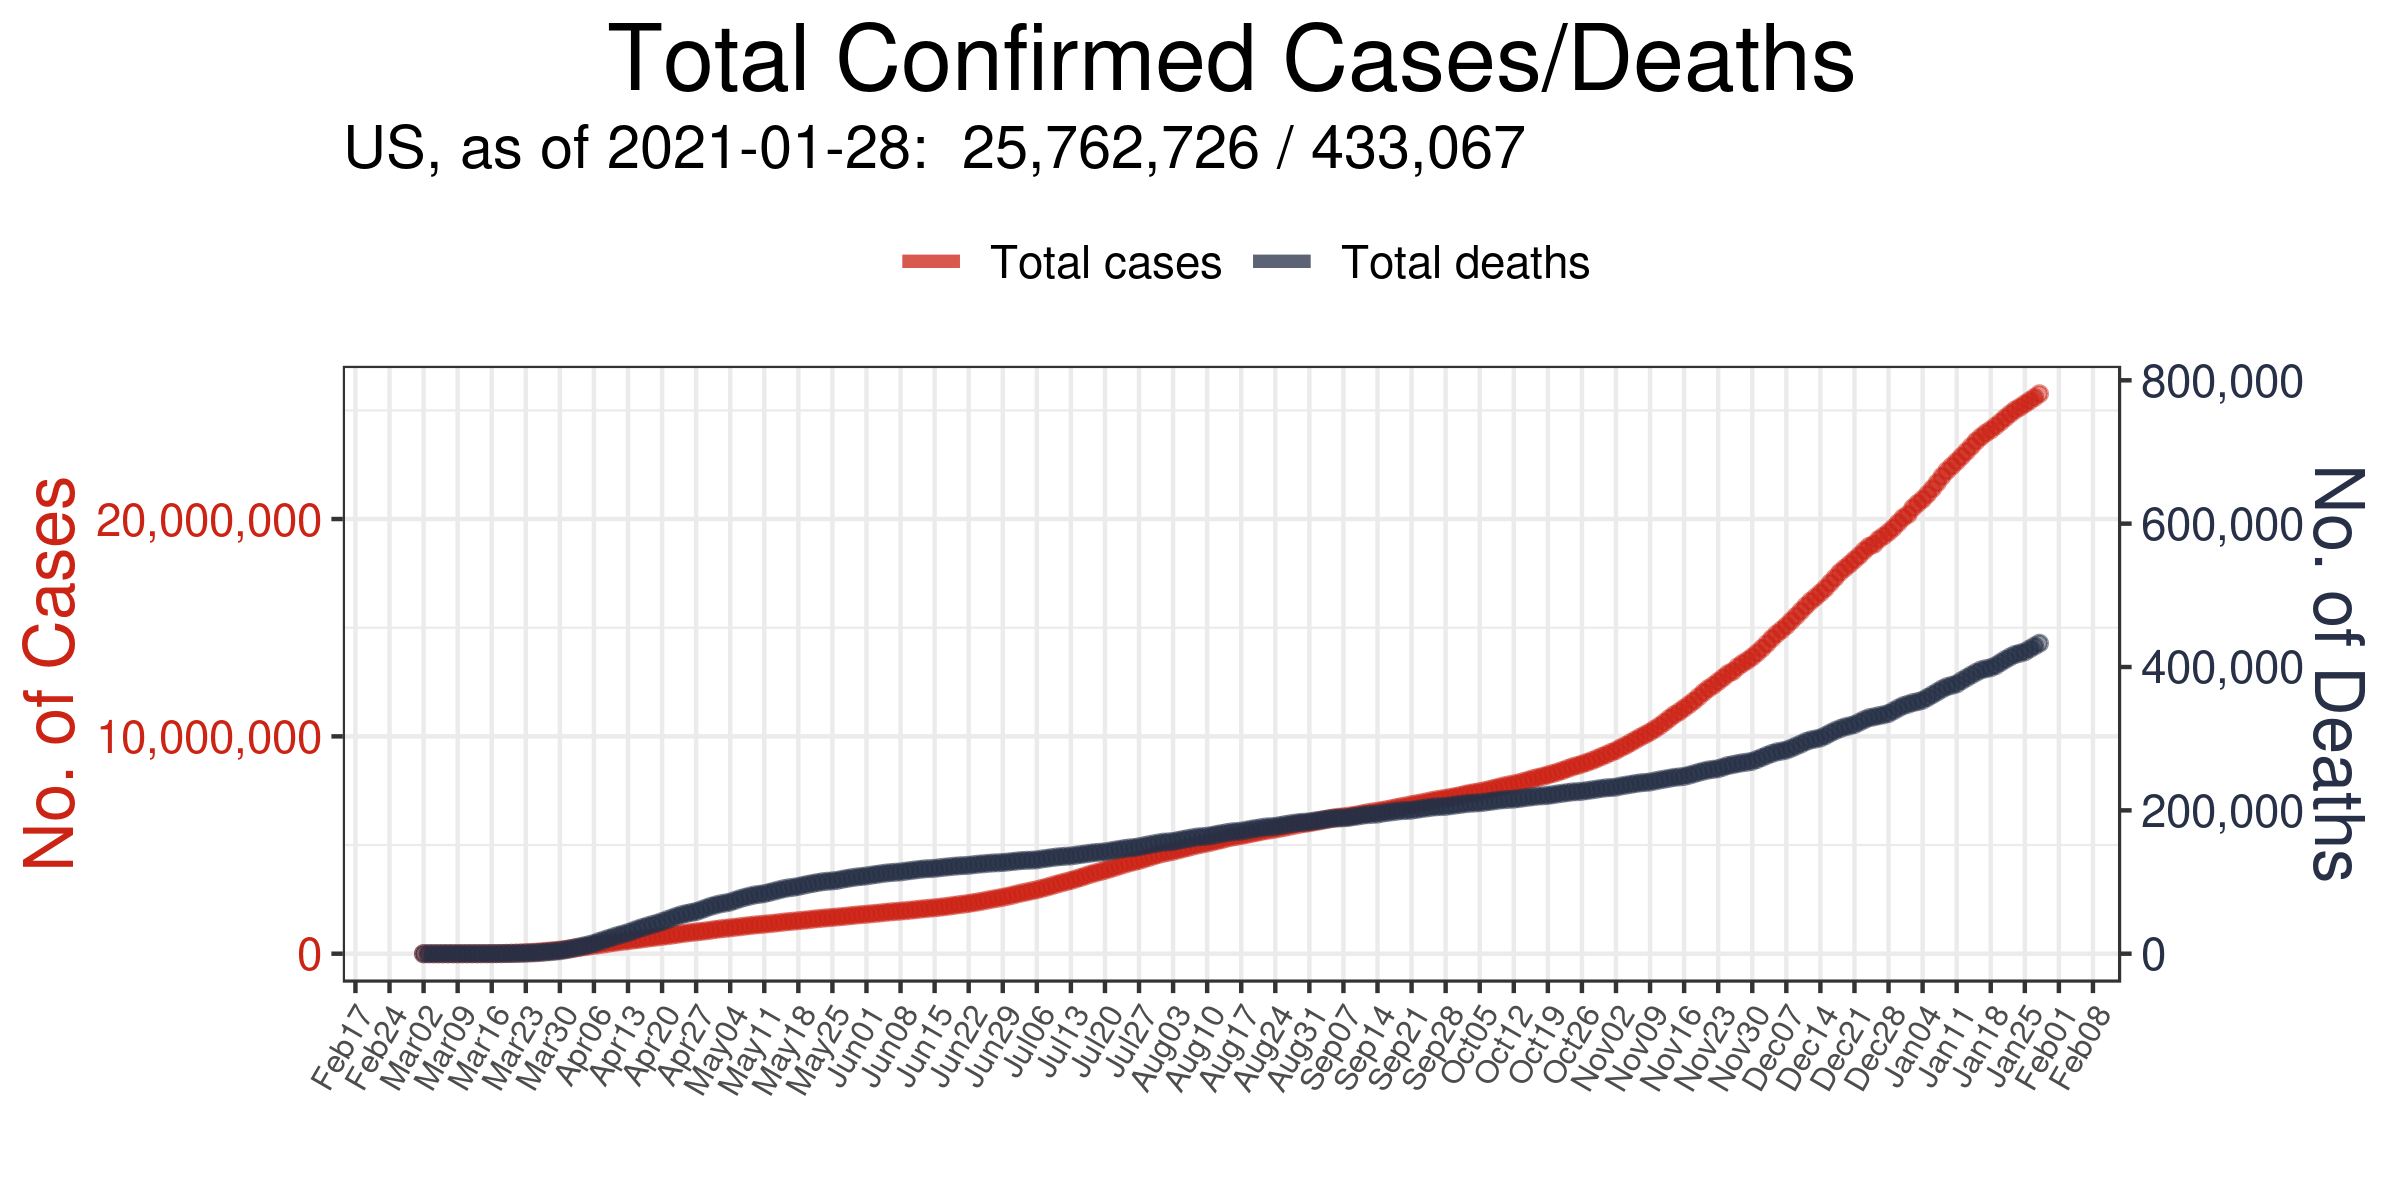 Total Confirmed Cases/Deaths
US, as of 2021-01-28:  25,762,726 / 433,067
Total cases
Total deaths
No. of Cases
20,000,000
10,000,000
0
800,000
600,000
400,000
200,000
0
No. of Deaths
Feb17
Feb24
Mar02
Mar09
Mar16
Mar23
Mar30
Apr06
Apr13
Apr20
Apr27
May04
May11
May18
May25
Jun01
Jun08
Jun15
Jun22
Jun29
Jul06
Jul13
Jul20
Jul27
Aug03
Aug10
Aug17
Aug24
Aug31
Sep07
Sep14
Sep21
Sep28
Oct05
Oct12
Oct19
Oct26
Nov02
Nov09
Nov16
Nov23
Nov30
Dec07
Dec14
Dec21
Dec28
Jan04
Jan11
Jan18
Jan25
Feb01
Feb08